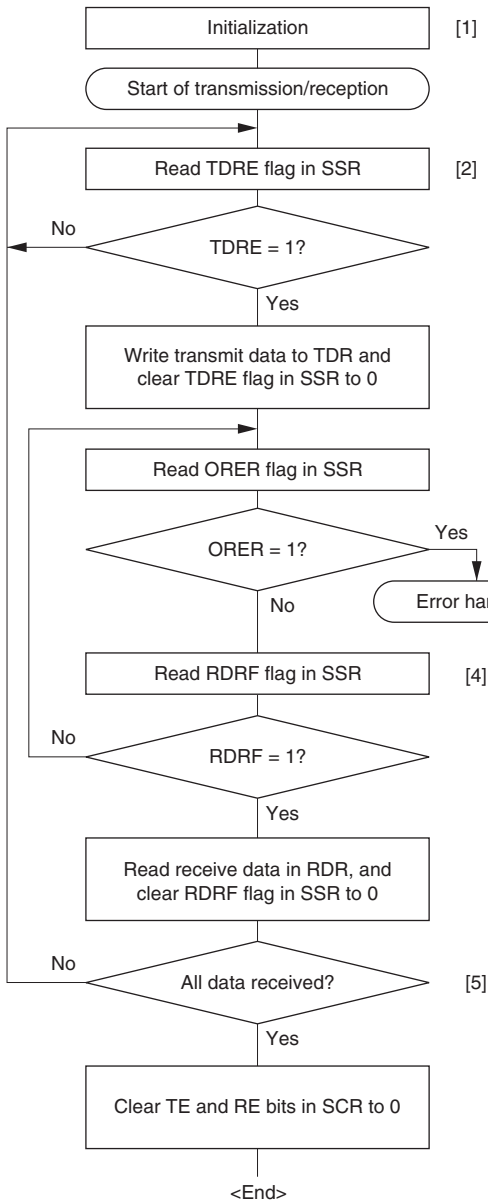 Initialization
[1]
Start of transmission/reception
Read TDRE flag in SSR
[2]
No
TDRE = 1?
Yes
Write transmit data to TDR and
clear TDRE flag in SSR to 0
Read ORER flag in SSR
ORER = 1?
Yes
No
Error
Read RDRF flag in SSR
[4]
No
RDRF = 1?
Yes
Read receive data in RDR, and
clear RDRF flag in SSR to 0
No
All data received?
[5]
Yes
Clear TE and RE bits in SCR to 0
<End>